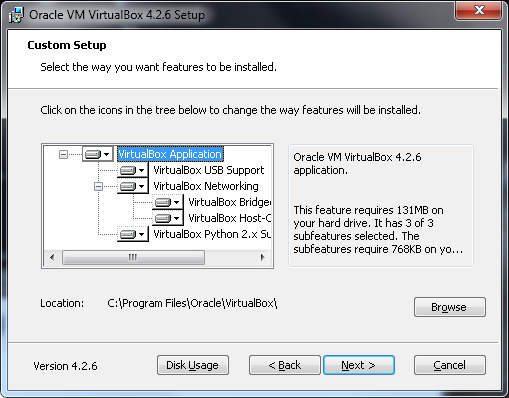 Oracle VM VirtualBox 4.2.6 Setup
Custom Setup
Select the way you want features to be installed.
Click on the icons in the tree below to change the way features will be installed.
VirtualBox Application
VirtualBox USB Support
VirtualBox Networking
VirtualBox Bridge
VirtualBox Host-C
VirtualBox Python 2.x Su
Oracle VM VirtualBox 4.2.6
application.
This feature requires 131MB on
your hard drive. It has 3 of 3
subfeatures selected. The
subfeatures require 768KB on yo...
Location:
C:\Program Files\Oracle\VirtualBox\
Browse
Version 4.2.6
Disk Usage
< Back
Next >
Cancel